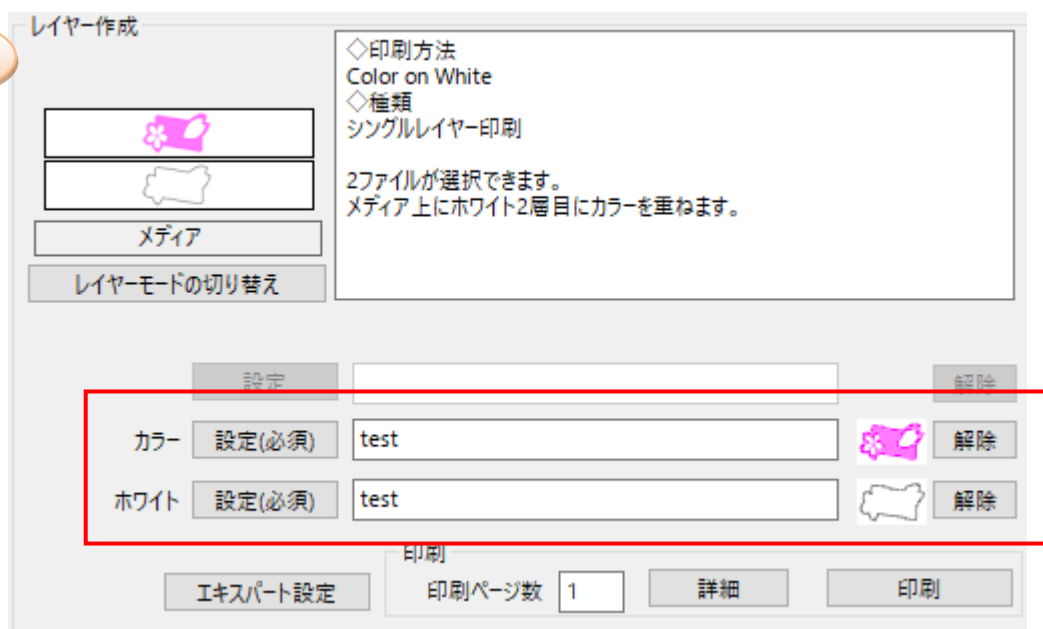 レイヤー作成
◇印刷方法
Color on White
◇種類
シングルレイヤー印刷
2ファイルが選択できます。
メディア上にホワイト2層目にカラーを重ねます。
メディア
レイヤーモードの切り替え
設定 解除
カラー 設定(必須) test 解除
ホワイト 設定(必須) test 解除
印刷
エキスパート設定 印刷ページ数 1 詳細 印刷